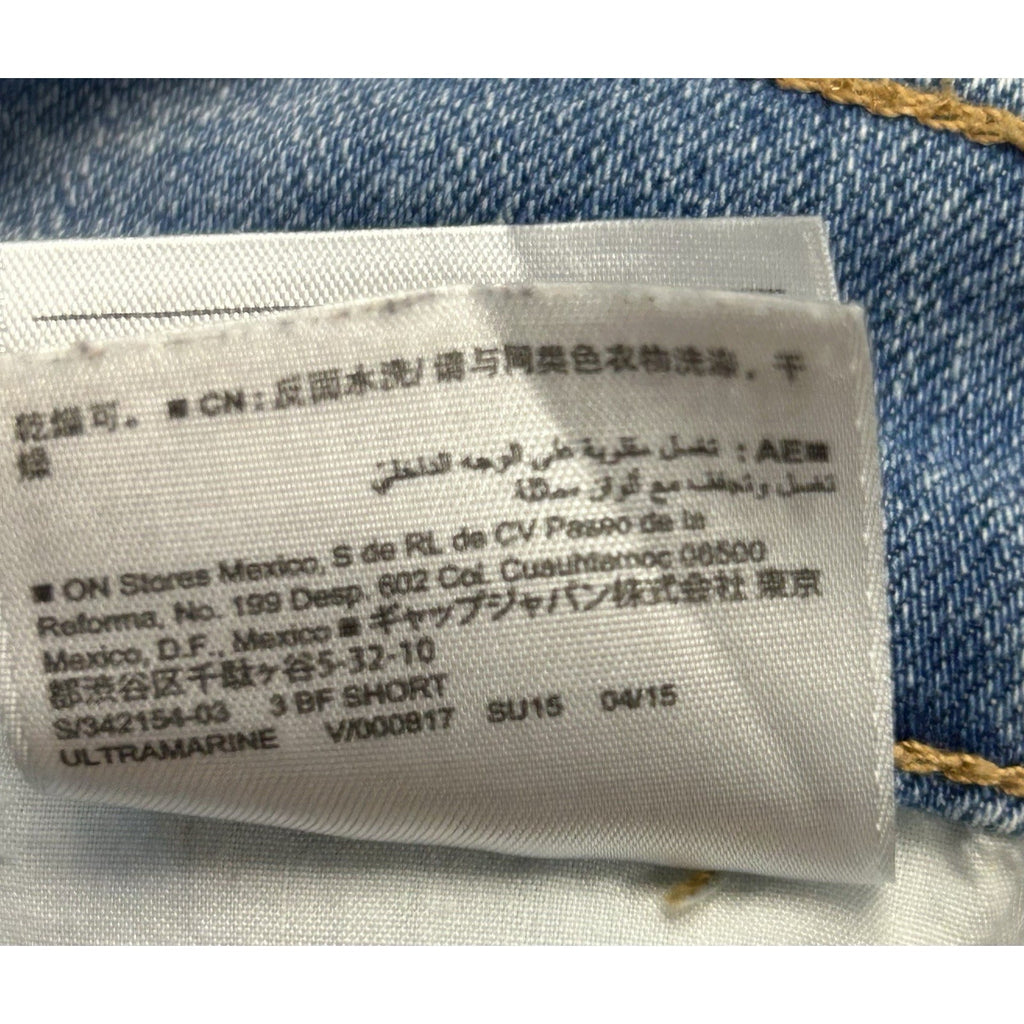 乾燥可。 ■ CN : 反面水洗/ 请与同类色衣物洗涤, 干
燥
■AE : تغسل مقلوبة على الوجه الداخلي
تغسل وتجفف مع ألوان مماثلة
■ ON Stores Mexico, S de RL de CV Paseo de la
Reforma, No. 199 Desp. 602 Col. Cuauhtemoc 06500
Mexico, D.F., Mexico ■ ギャップジャパン株式会社 東京
都渋谷区千駄ヶ谷5-32-10
S/342154-03 3 BF SHORT
ULTRAMARINE V/000817 SU15 04/15